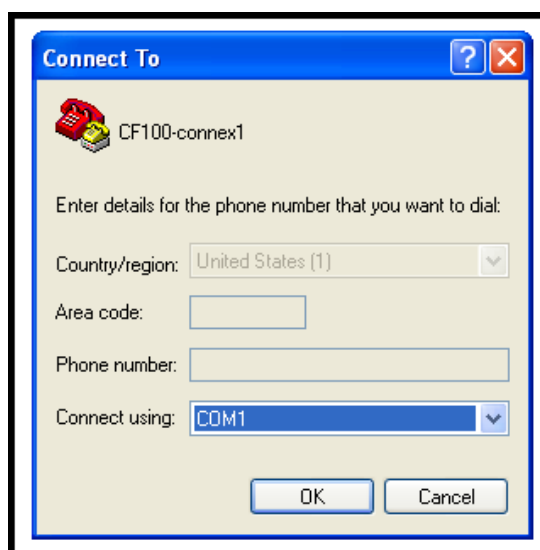 Connect To
CF100-connex1
Enter details for the phone number that you want to dial:
Country/region: United States (1)
Area code:
Phone number:
Connect using: COM1
OK Cancel